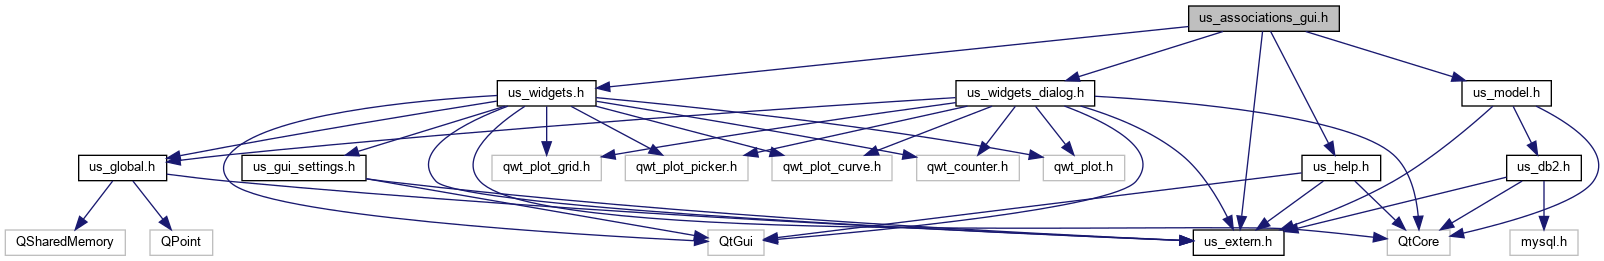 us_associations_gui.h
us_widgets.h
us_widgets_dialog.h
us_model.h
us_global.h
us_gui_settings.h
qwt_plot_grid.h
qwt_plot_picker.h
qwt_plot_curve.h
qwt_counter.h
qwt_plot.h
us_help.h
us_db2.h
QSharedMemory
QPoint
QtGui
us_extern.h
QtCore
mysql.h